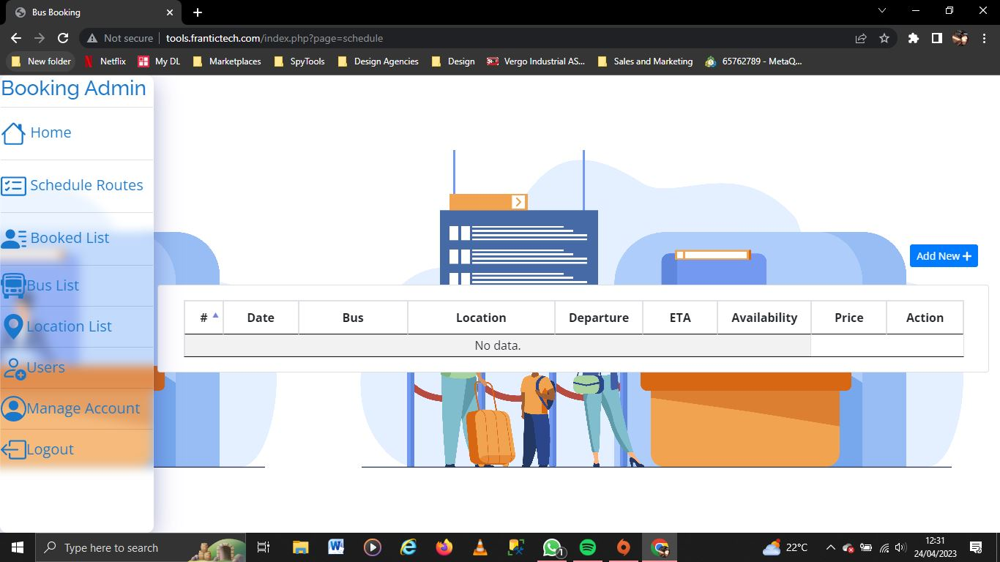 Bus Booking
Not secure tools.frantictech.com/index.php?page=schedule
New folder Netflix My DL Marketplaces SpyTools Design Agencies Design Vergo Industrial AS... Sales and Marketing 65762789 - MetaQ...
Booking Admin
Home
Schedule Routes
Booked List
Bus List
Location List
Users
Manage Account
Logout
Add New +
# Date Bus Location Departure ETA Availability Price Action
No data.
Type here to search
1
22°C
12:31
24/04/2023